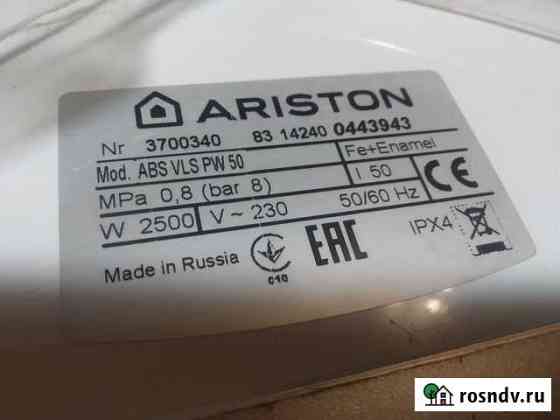 ARISTON
Nr 3700340 83 14240 0443943
Mod. ABS VLS PW 50 Fe+Enamel
MPa 0,8 (bar 8) l 50 CE
W 2500 V ~ 230 50/60 Hz
IPX4
Made in Russia 010 EAC
rosndv.ru